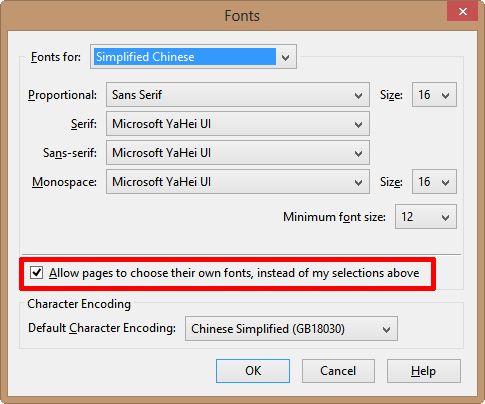 Fonts
Fonts for: Simplified Chinese
Proportional: Sans Serif Size: 16
Serif: Microsoft YaHei UI
Sans-serif: Microsoft YaHei UI
Monospace: Microsoft YaHei UI Size: 16
Minimum font size: 12
Allow pages to choose their own fonts, instead of my selections above
Character Encoding
Default Character Encoding: Chinese Simplified (GB18030)
OK Cancel Help